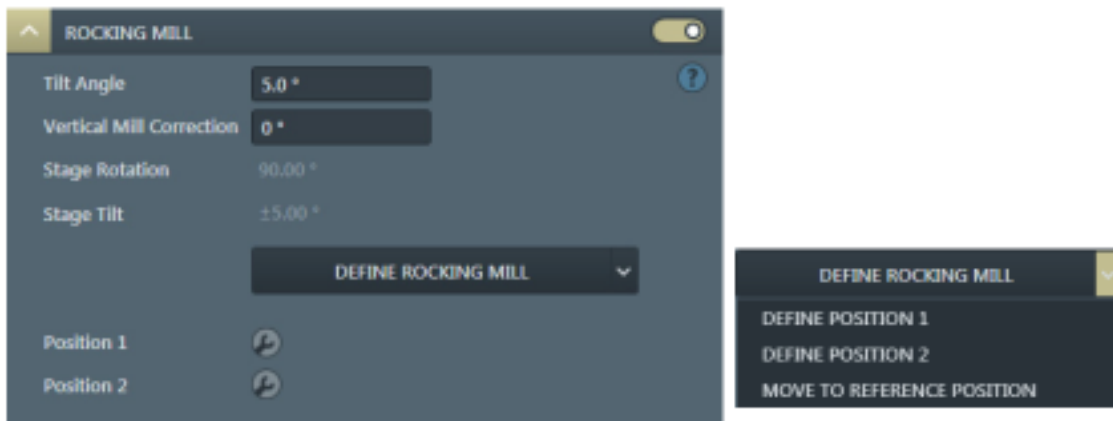 ROCKING MILL
Tilt Angle 5.0 °
?
Vertical Mill Correction 0 °
Stage Rotation 90.00 °
Stage Tilt ±5.00 °
DEFINE ROCKING MILL
Position 1
Position 2
DEFINE ROCKING MILL
DEFINE POSITION 1
DEFINE POSITION 2
MOVE TO REFERENCE POSITION